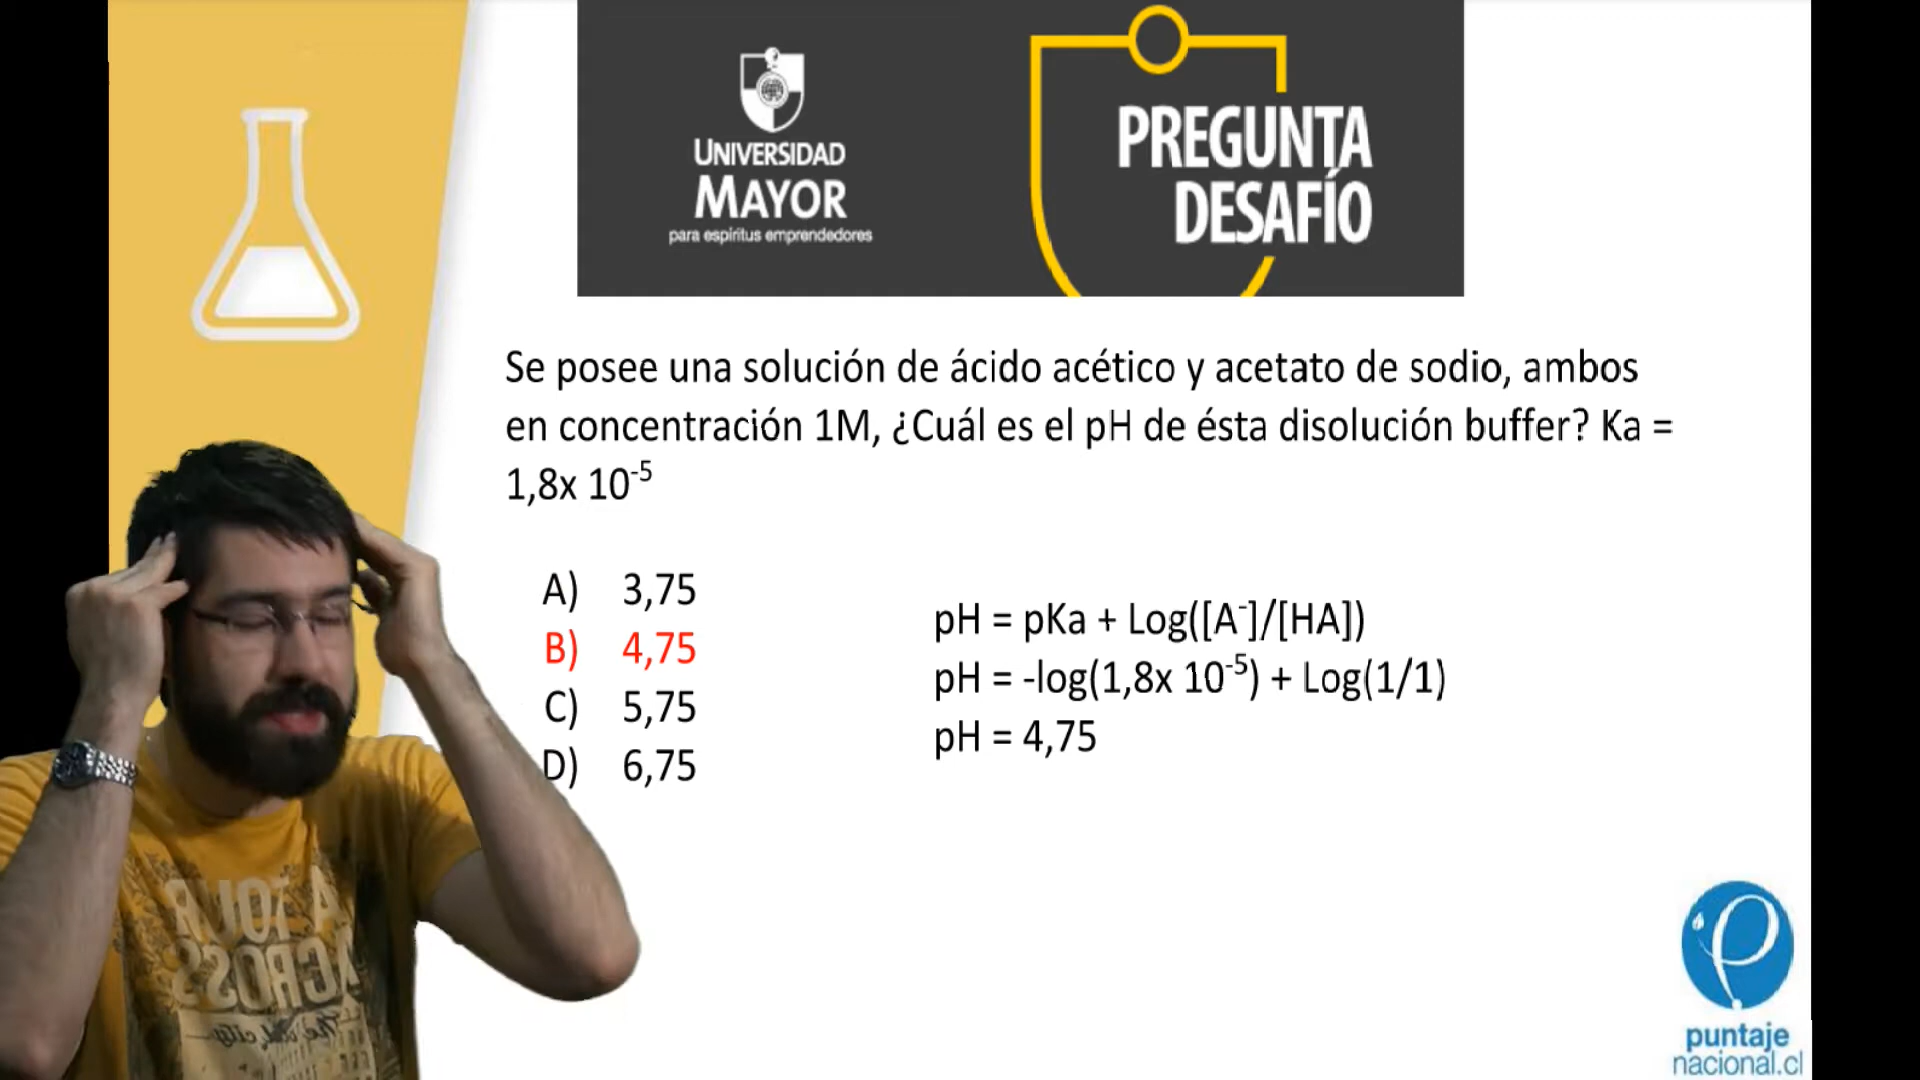 UNIVERSIDAD
MAYOR
para espíritus emprendedores
PREGUNTA
DESAFÍO
Se posee una solución de ácido acético y acetato de sodio, ambos
en concentración 1M, ¿Cuál es el pH de ésta disolución buffer? Ka =
1,8x 10⁻⁵
A) 3,75
B) 4,75
C) 5,75
D) 6,75
pH = pKa + Log([A⁻]/[HA])
pH = -log(1,8x 10⁻⁵) + Log(1/1)
pH = 4,75
A TOUR
ACROSS
puntaje
nacional.cl